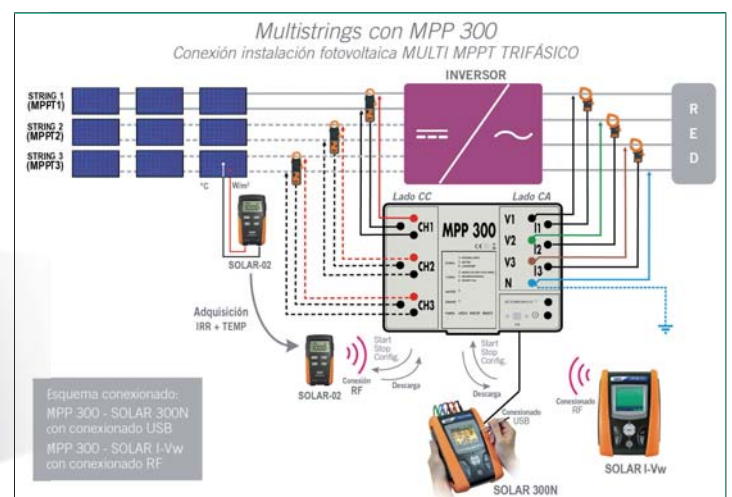 Multistrings con MPP 300
Conexión instalación fotovoltaica MULTI MPPT TRIFÁSICO
INVERSOR
STRING 1
(MPPT1)
STRING 2
(MPPT2)
STRING 3
(MPPT3)
R
E
D
°C
W/m²
Lado CC
Lado CA
MPP 300
CH1
CH2
CH3
V1
I1
V2
I2
V3
I3
N
SOLAR-02
Adquisición
IRR + TEMP
SOLAR-02
Conexión
RF
Start
Stop
Config.
Descarga
Start
Stop
Config.
Descarga
Conexionado
USB
Conexionado
RF
SOLAR 300N
SOLAR I-Vw
Esquema conexionado:
MPP 300 - SOLAR 300N
con conexionado USB
MPP 300 - SOLAR I-Vw
con conexionado RF